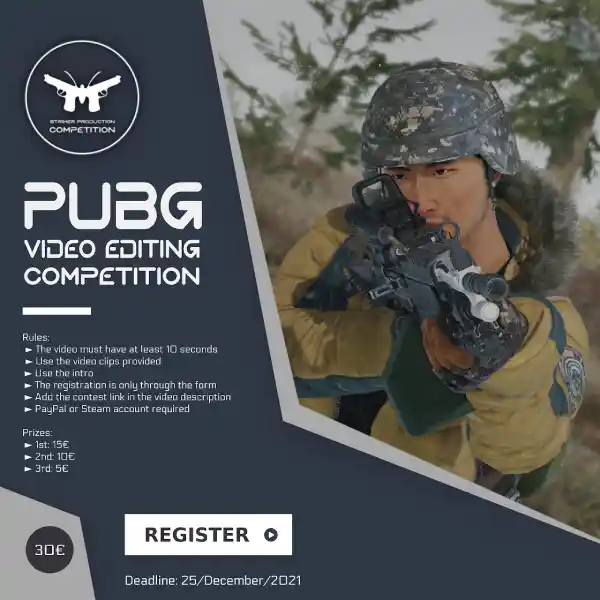 STRIKER PRODUCTION
COMPETITION
PUBG
VIDEO EDITING
COMPETITION
Rules:
► The video must have at least 10 seconds
► Use the video clips provided
► Use the intro
► The registration is only through the form
► Add the contest link in the video description
► PayPal or Steam account required
Prizes:
► 1st: 15€
► 2nd: 10€
► 3rd: 5€
30€
REGISTER
Deadline: 25/December/2021